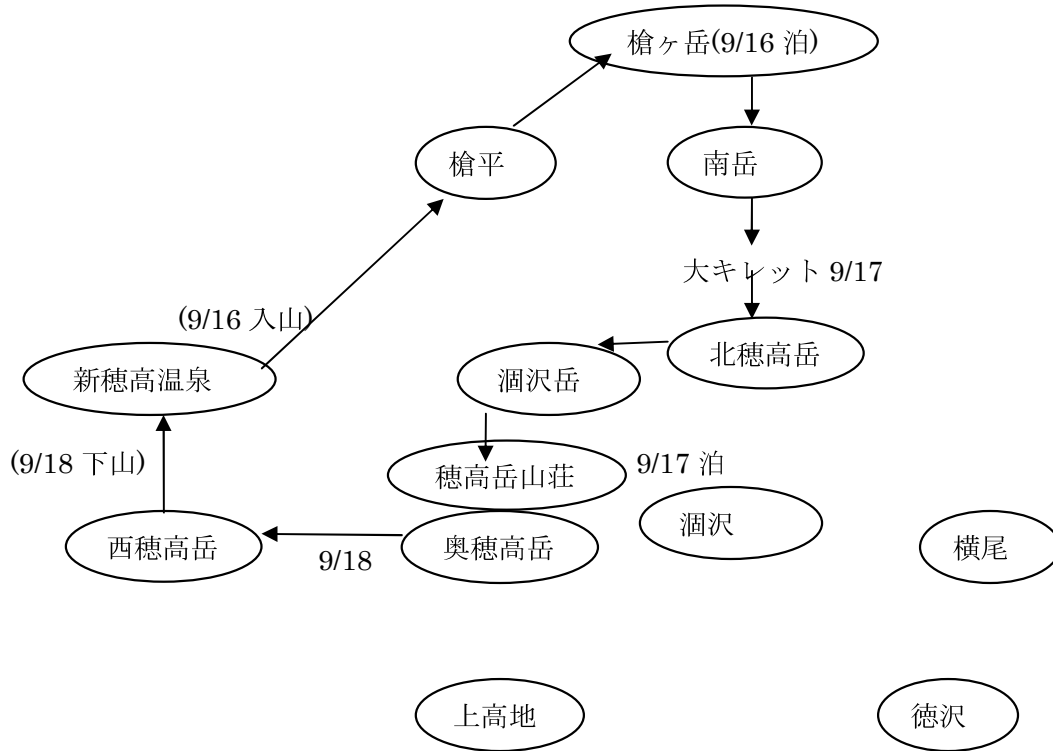 槍ヶ岳(9/16 泊)
槍平
南岳
大キレット 9/17
(9/16 入山)
北穂高岳
新穂高温泉
涸沢岳
(9/18 下山)
穂高岳山荘
9/17 泊
涸沢
西穂高岳
9/18
奥穂高岳
横尾
上高地
徳沢